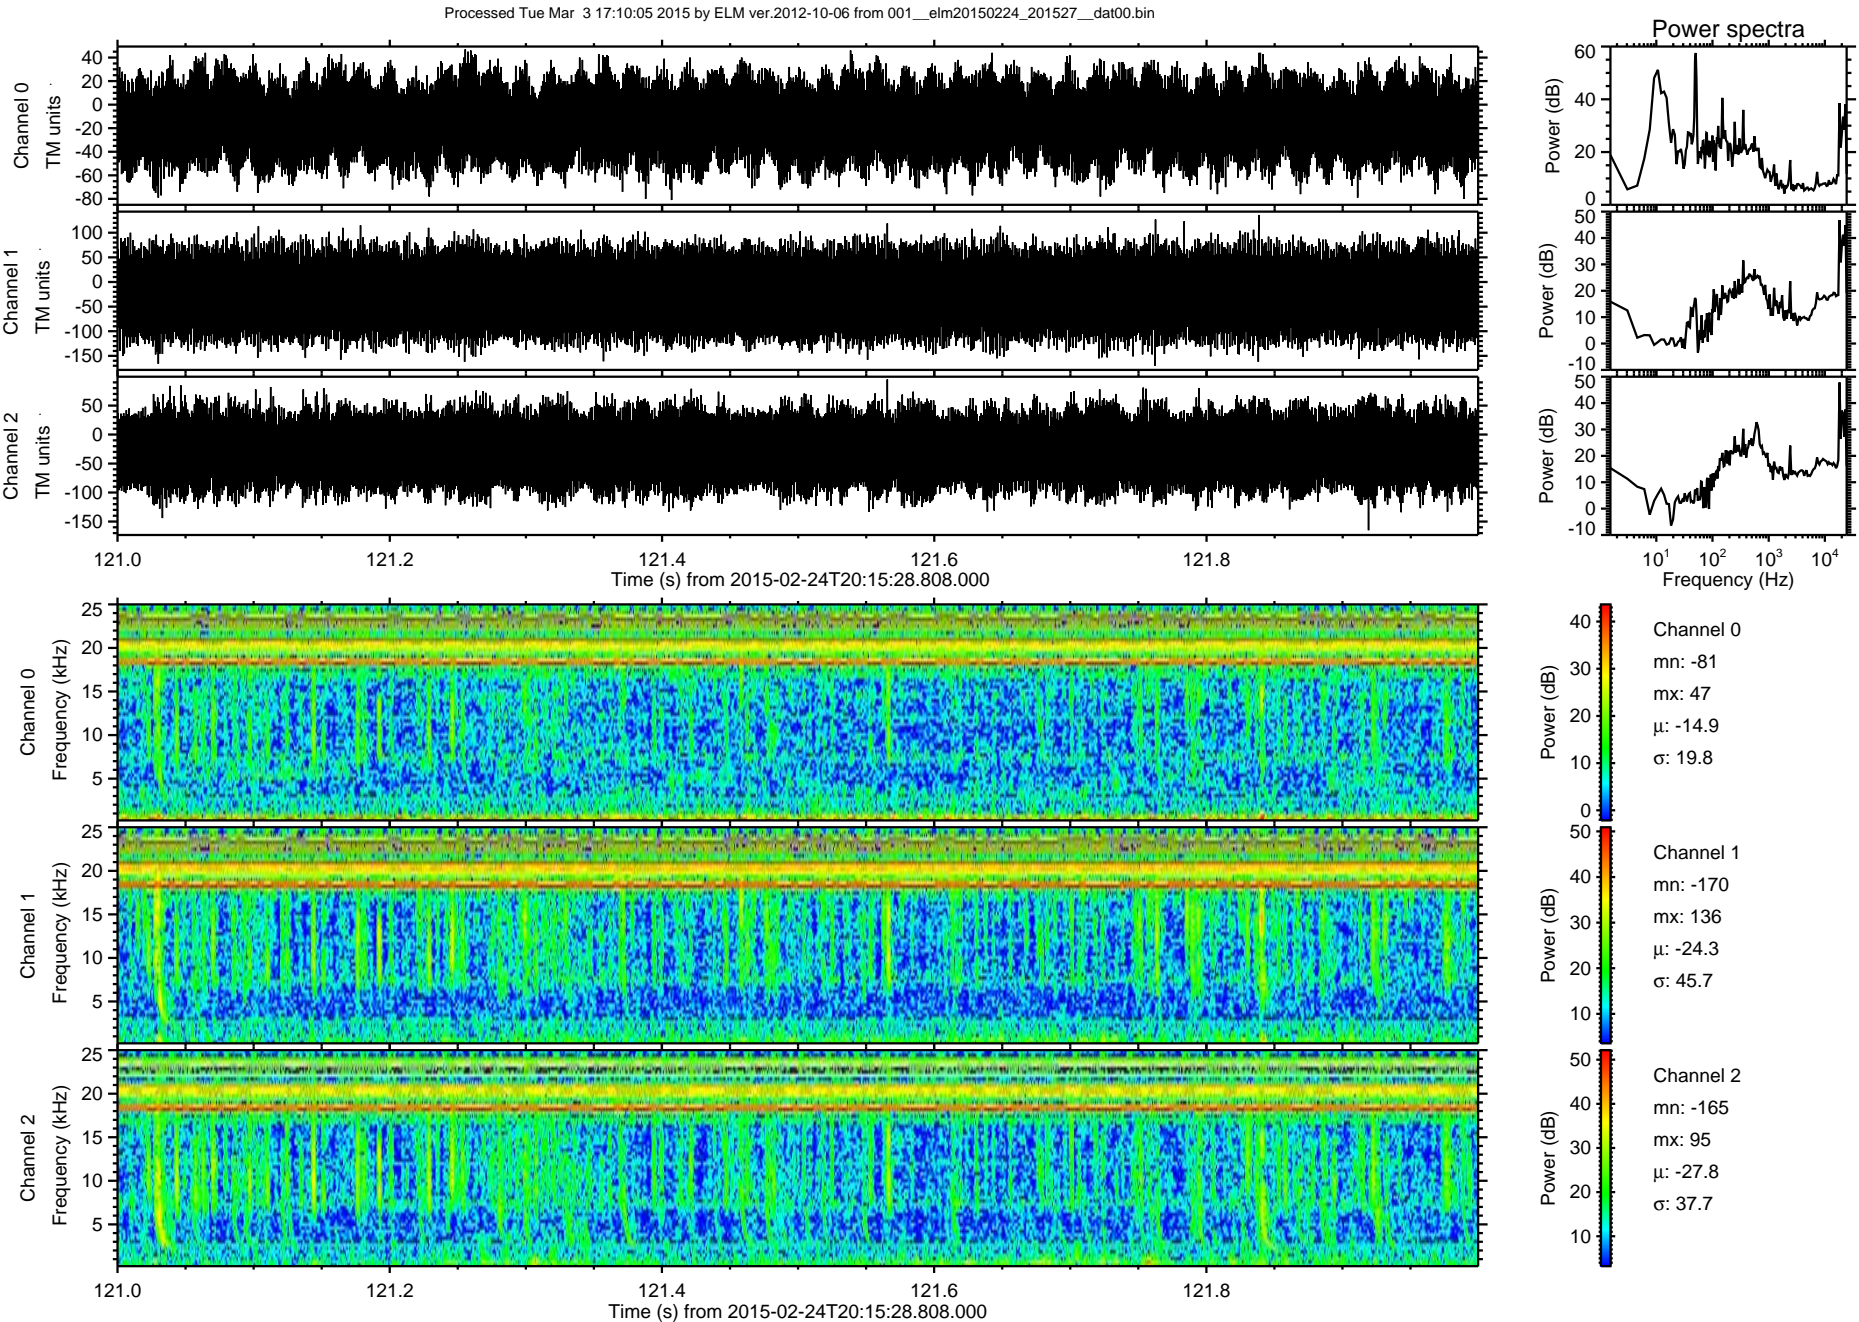 Processed Tue Mar 3 17:10:05 2015 by ELM ver.2012-10-06 from 001__elm20150224_201527__dat00.bin
Power spectra
Channel 0
TM units
40
20
0
-20
-40
-60
-80
Power (dB)
60
40
20
0
Channel 1
TM units
100
50
0
-50
-100
-150
Power (dB)
50
40
30
20
10
0
-10
Channel 2
TM units
50
0
-50
-100
-150
Power (dB)
50
40
30
20
10
0
-10
121.0 121.2 121.4 121.6 121.8
Time (s) from 2015-02-24T20:15:28.808.000
10^1 10^2 10^3 10^4
Frequency (Hz)
Channel 0
Frequency (kHz)
25
20
15
10
5
Power (dB)
40
30
20
10
0
Channel 0
mn: -81
mx: 47
μ: -14.9
σ: 19.8
Channel 1
Frequency (kHz)
25
20
15
10
5
Power (dB)
50
40
30
20
10
Channel 1
mn: -170
mx: 136
μ: -24.3
σ: 45.7
Channel 2
Frequency (kHz)
25
20
15
10
5
Power (dB)
50
40
30
20
10
Channel 2
mn: -165
mx: 95
μ: -27.8
σ: 37.7
121.0 121.2 121.4 121.6 121.8
Time (s) from 2015-02-24T20:15:28.808.000